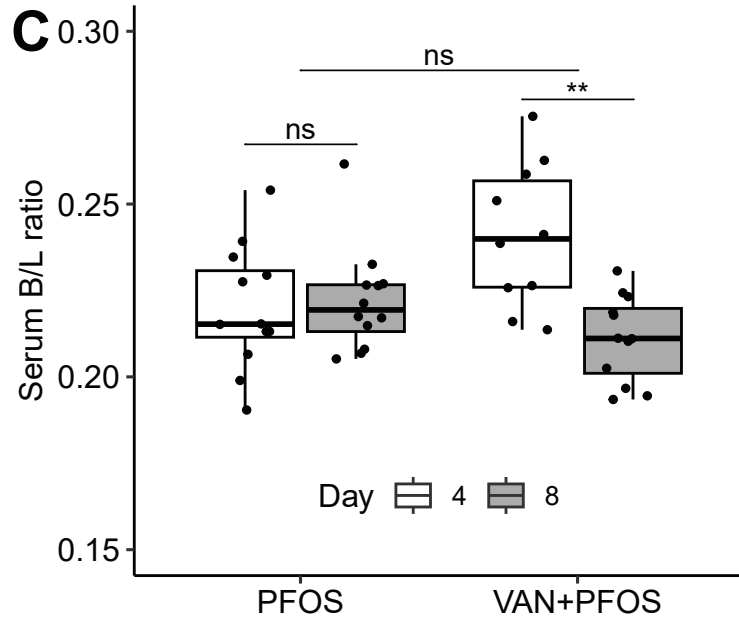 C
0.30
ns
**
ns
0.25
Serum B/L ratio
0.20
Day 4 8
0.15
PFOS VAN+PFOS